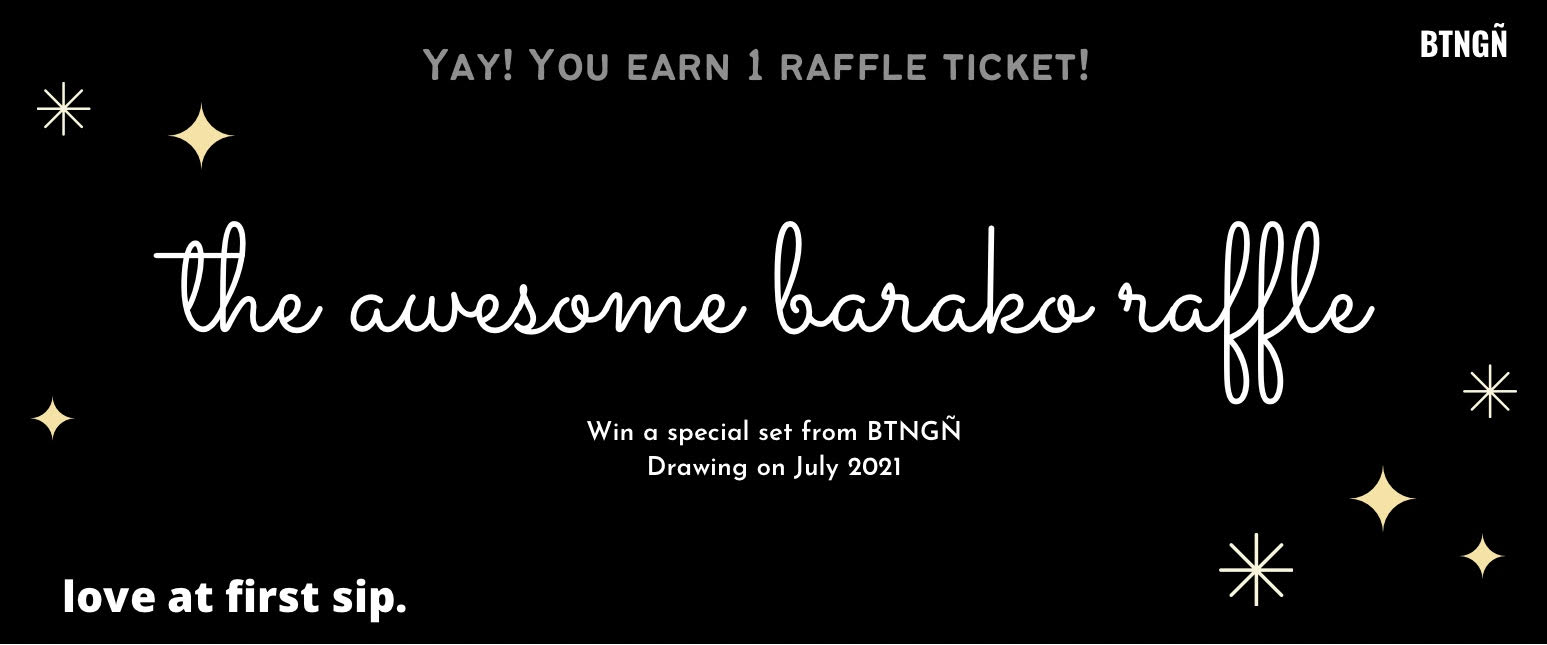 BTNGÑ
Yay! You earn 1 raffle ticket!
the awesome barako raffle
Win a special set from BTNGÑ
Drawing on July 2021
love at first sip.